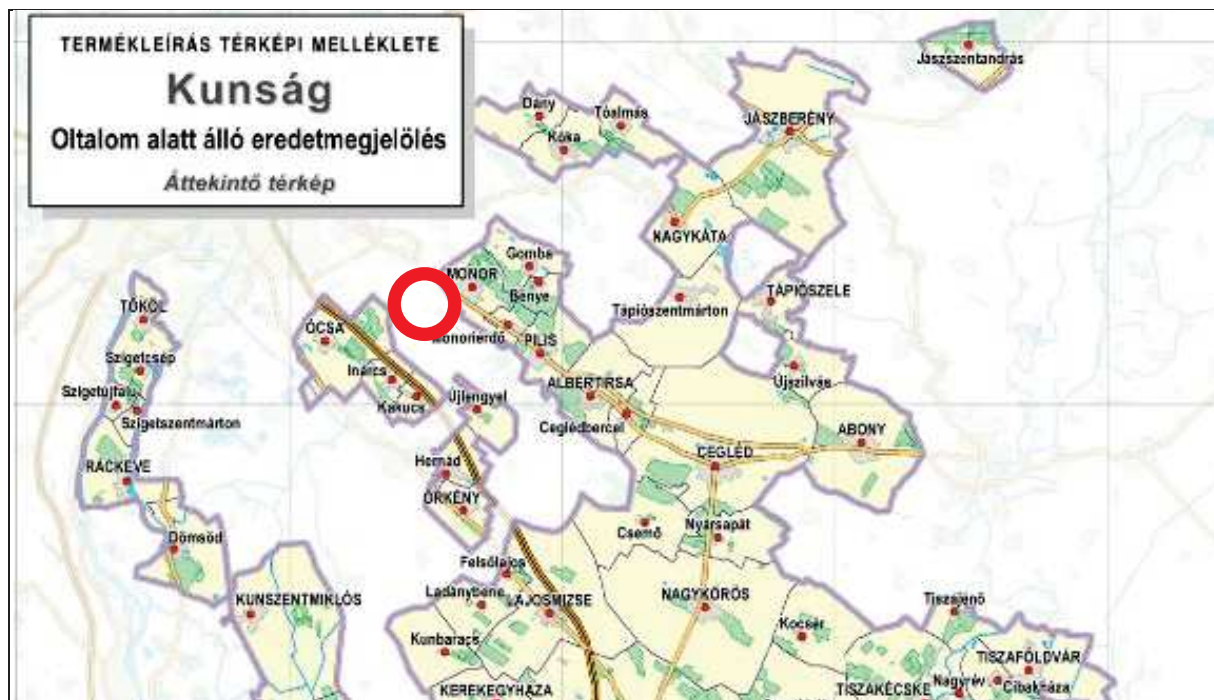 TERMÉKLEÍRÁS TÉRKÉPI MELLÉKLETE
Kunság
Oltalom alatt álló eredetmegjelölés
Áttekintő térkép
Jászszentandrás
Dány
Tóalmás
JÁSZBERÉNY
Kóka
NAGYKÁTA
Gomba
MONOR
Bénye
TÁPIÓSZELE
Tápiószentmárton
TÖKÖL
ÓCSA
Monorierdő
PILIS
Szigetcsép
Inárcs
Újszilvás
Szigetújfalu
Kakucs
Újlengyel
ALBERTIRSA
Szigetszentmárton
Ceglédbercel
ABONY
RÁCKEVE
Hernád
CEGLÉD
ÖRKÉNY
Dömsöd
Csemő
Nyársapát
Felsőlajos
KUNSZENTMIKLÓS
Ladánybene
LAJOSMIZSE
NAGYKŐRÖS
Tiszajenő
Kunbaracs
Kocsér
TISZAFÖLDVÁR
KEREKEGYHÁZA
TISZAKÉCSKE
Nagyrév
Cibakháza